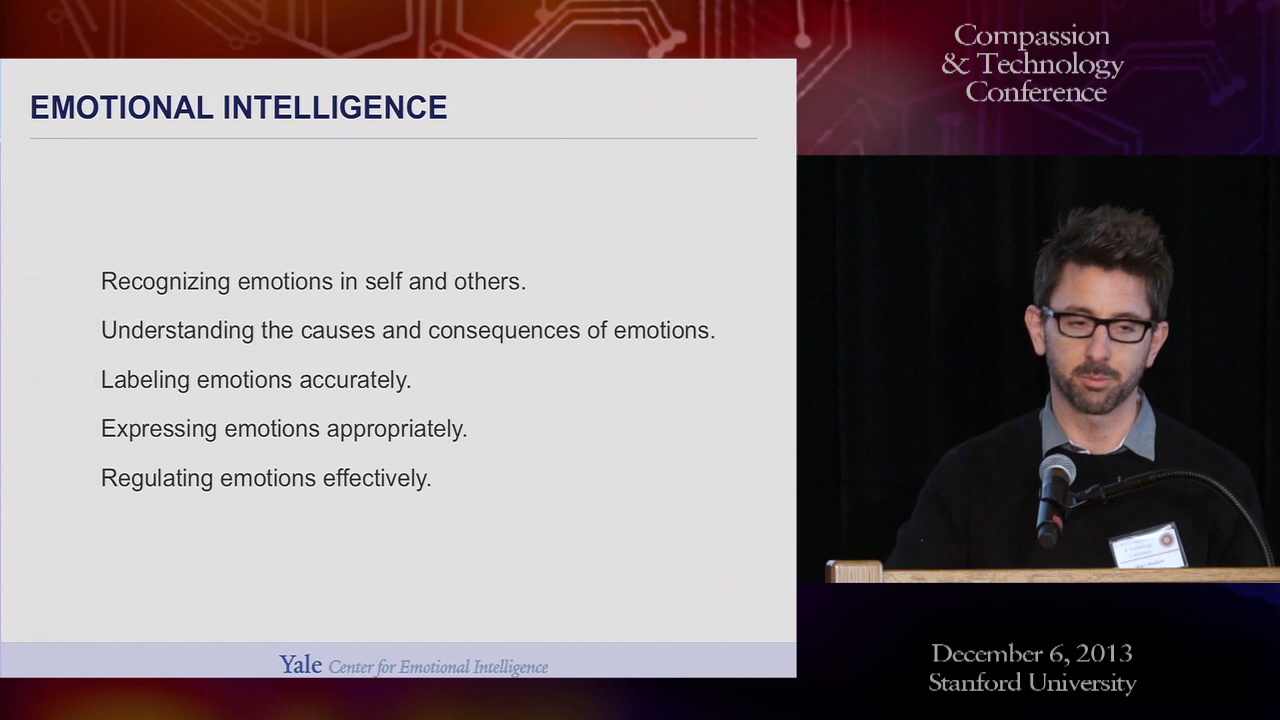 EMOTIONAL INTELLIGENCE
Recognizing emotions in self and others.
Understanding the causes and consequences of emotions.
Labeling emotions accurately.
Expressing emotions appropriately.
Regulating emotions effectively.
Yale Center for Emotional Intelligence
Compassion
& Technology
Conference
December 6, 2013
Stanford University